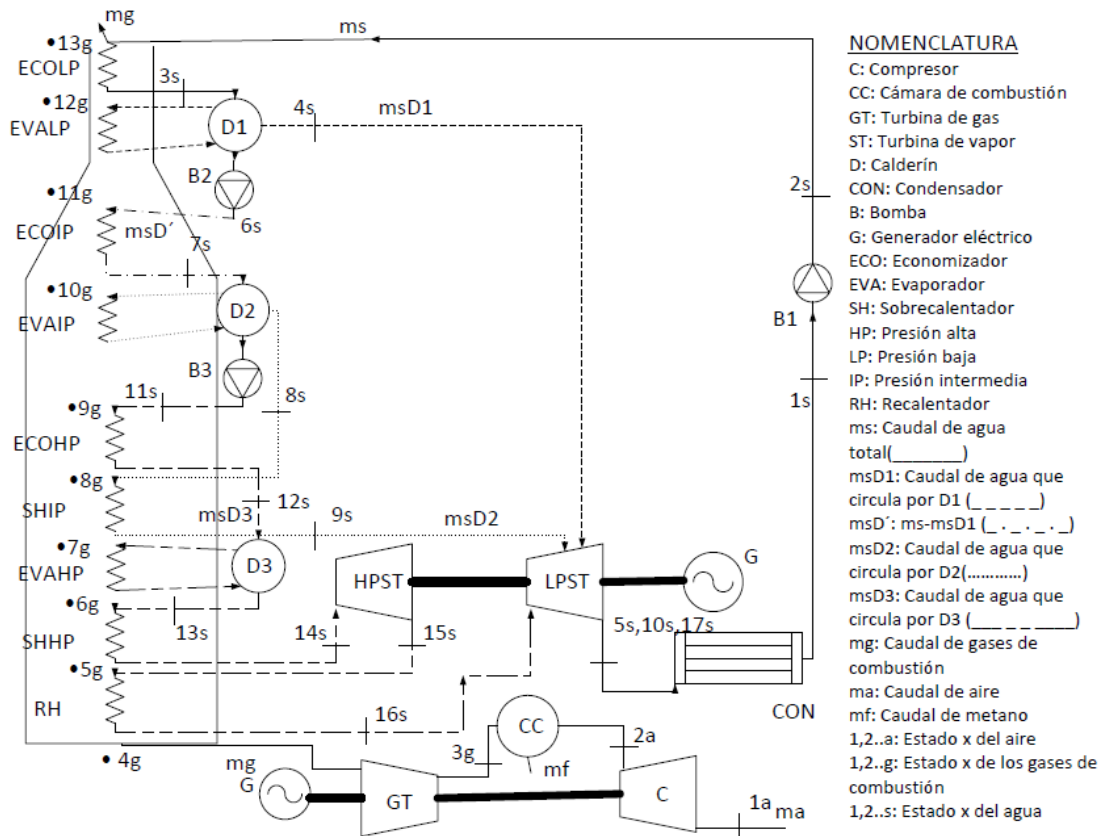 mg
ms
•13g
ECOLP
3s
•12g
4s
msD1
D1
EVALP
B2
•11g
6s
ECOIP
msD´
7s
•10g
D2
EVAIP
B3
11s
8s
•9g
ECOHP
•8g
12s
SHIP
msD3
9s
msD2
•7g
D3
EVAHP
HPST
LPST
G
•6g
13s
14s
15s
5s,10s,17s
SHHP
•5g
RH
16s
CON
CC
2a
3g
mf
• 4g
mg
G
GT
C
1a
ma
2s
B1
1s
NOMENCLATURA
C: Compresor
CC: Cámara de combustión
GT: Turbina de gas
ST: Turbina de vapor
D: Calderín
CON: Condensador
B: Bomba
G: Generador eléctrico
ECO: Economizador
EVA: Evaporador
SH: Sobrecalentador
HP: Presión alta
LP: Presión baja
IP: Presión intermedia
RH: Recalentador
ms: Caudal de agua
total(_______)
msD1: Caudal de agua que
circula por D1 (_ _ _ _ _)
msD´: ms-msD1 (_ . _ . _ . _)
msD2: Caudal de agua que
circula por D2(...........)
msD3: Caudal de agua que
circula por D3 (___ _ _ ____)
mg: Caudal de gases de
combustión
ma: Caudal de aire
mf: Caudal de metano
1,2..a: Estado x del aire
1,2..g: Estado x de los gases de
combustión
1,2..s: Estado x del agua